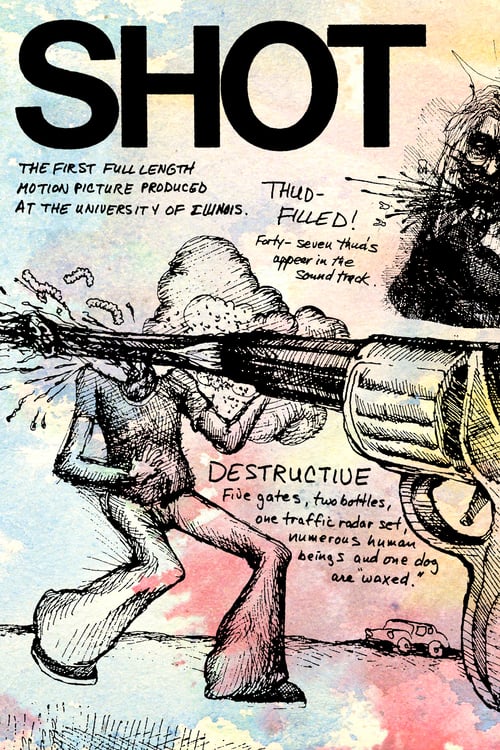 SHOT
THE FIRST FULL LENGTH
MOTION PICTURE PRODUCED
AT THE UNIVERSITY OF ILLINOIS.
THUD-
FILLED!
Forty-seven thuds
appear in the
sound track.
DESTRUCTIVE
Five gates, two bottles,
one traffic radar set,
numerous human
beings and one dog
are "waxed."